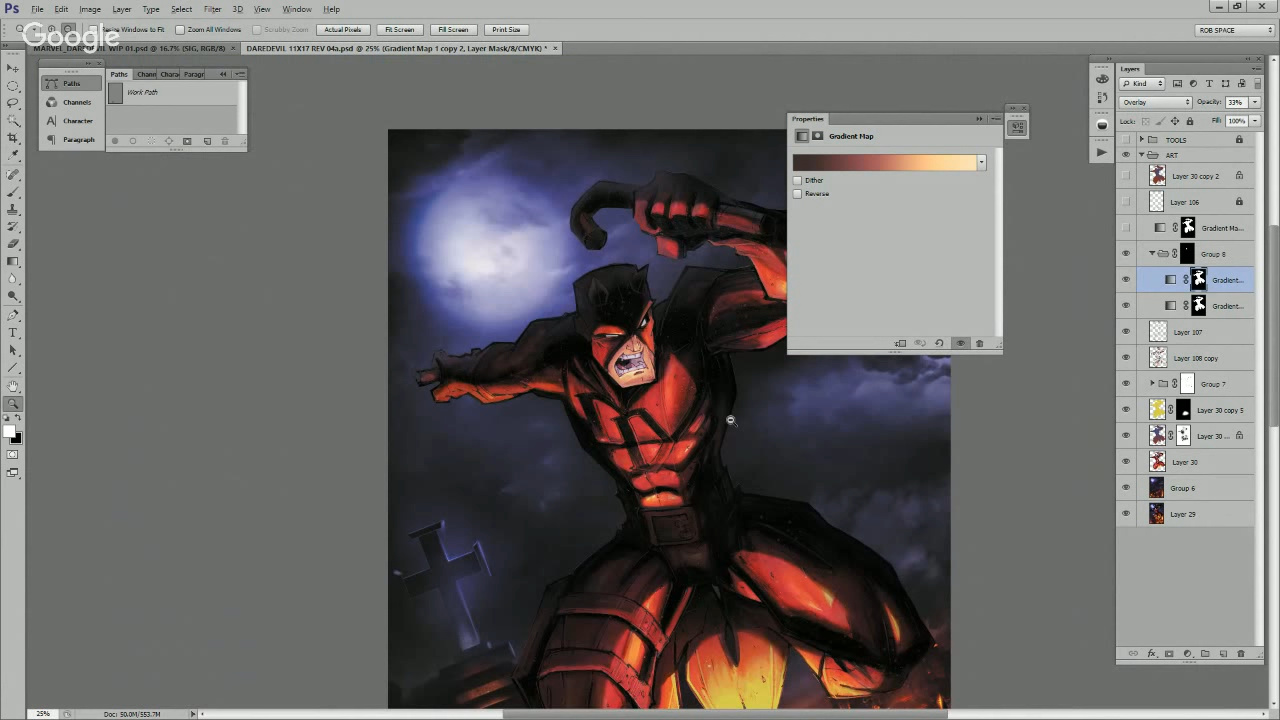 Ps File Edit Image Layer Type Select Filter 3D View Window Help
Resize Windows to Fit Zoom All Windows Scrubby Zoom Actual Pixels Fit Screen Fill Screen Print Size ROB SPACE
Google
MARVEL_DAREDEVIL WIP 01.psd @ 16.7% (SIG, RGB/8) × DAREDEVIL 11X17 REV 04a.psd @ 25% (Gradient Map 1 copy 2, Layer Mask/8/CMYK) * ×
Paths
Channels
Character
Paragraph
Paths Chann Chara Paragr
Work Path
Properties
Gradient Map
Dither
Reverse
Layers
Kind
Overlay Opacity: 33%
Lock: Fill: 100%
TOOLS
ART
Layer 30 copy 2
Layer 106
Gradient Ma...
Group 8
Gradient...
Gradient...
Layer 107
Layer 108 copy
Group 7
Layer 30 copy 5
Layer 30 ...
Layer 30
Group 6
Layer 29
25% Doc: 50.0M/553.7M